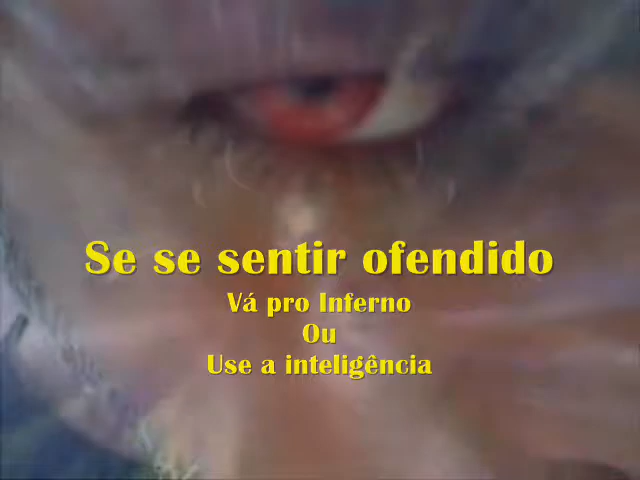 Se se sentir ofendido
Vá pro Inferno
Ou
Use a inteligência